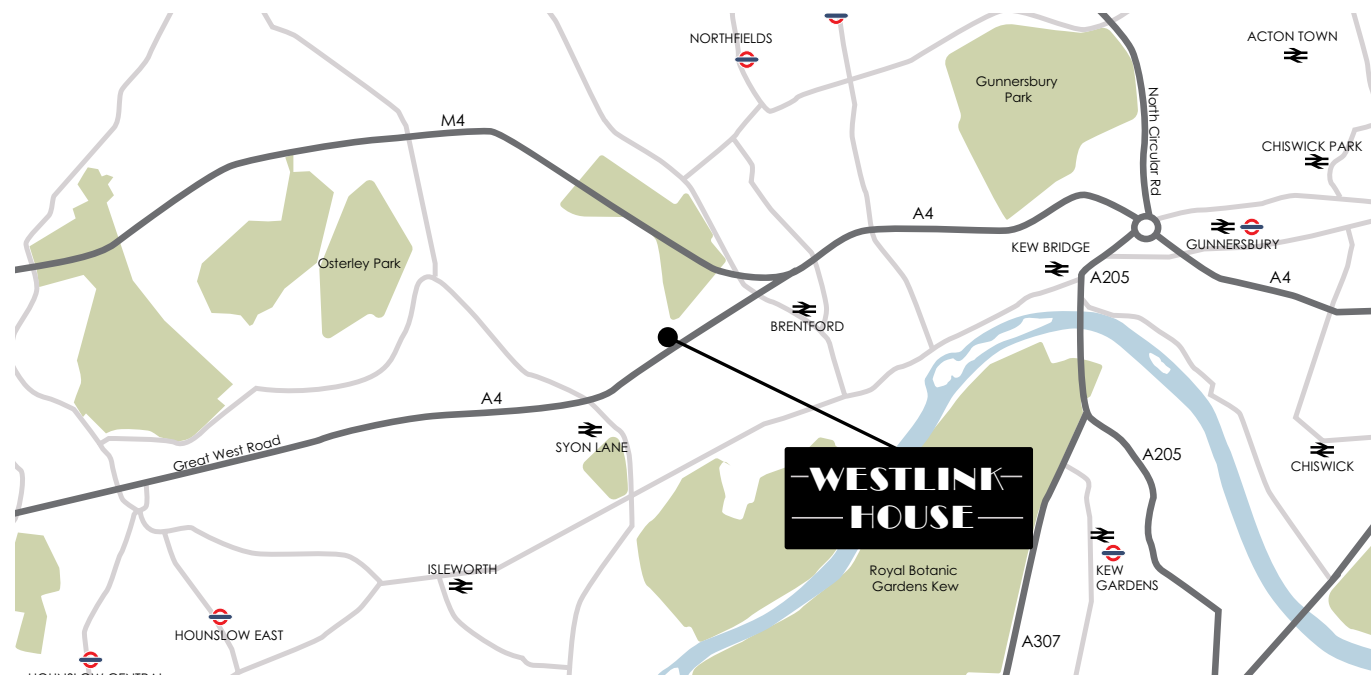 NORTHFIELDS
ACTON TOWN
Gunnersbury
Park
North Circular Rd
M4
CHISWICK PARK
A4
KEW BRIDGE
GUNNERSBURY
Osterley Park
A205
A4
BRENTFORD
A4
Great West Road
SYON LANE
A205
CHISWICK
WESTLINK
HOUSE
ISLEWORTH
Royal Botanic
Gardens Kew
KEW
GARDENS
HOUNSLOW EAST
A307
HOUNSLOW CENTRAL